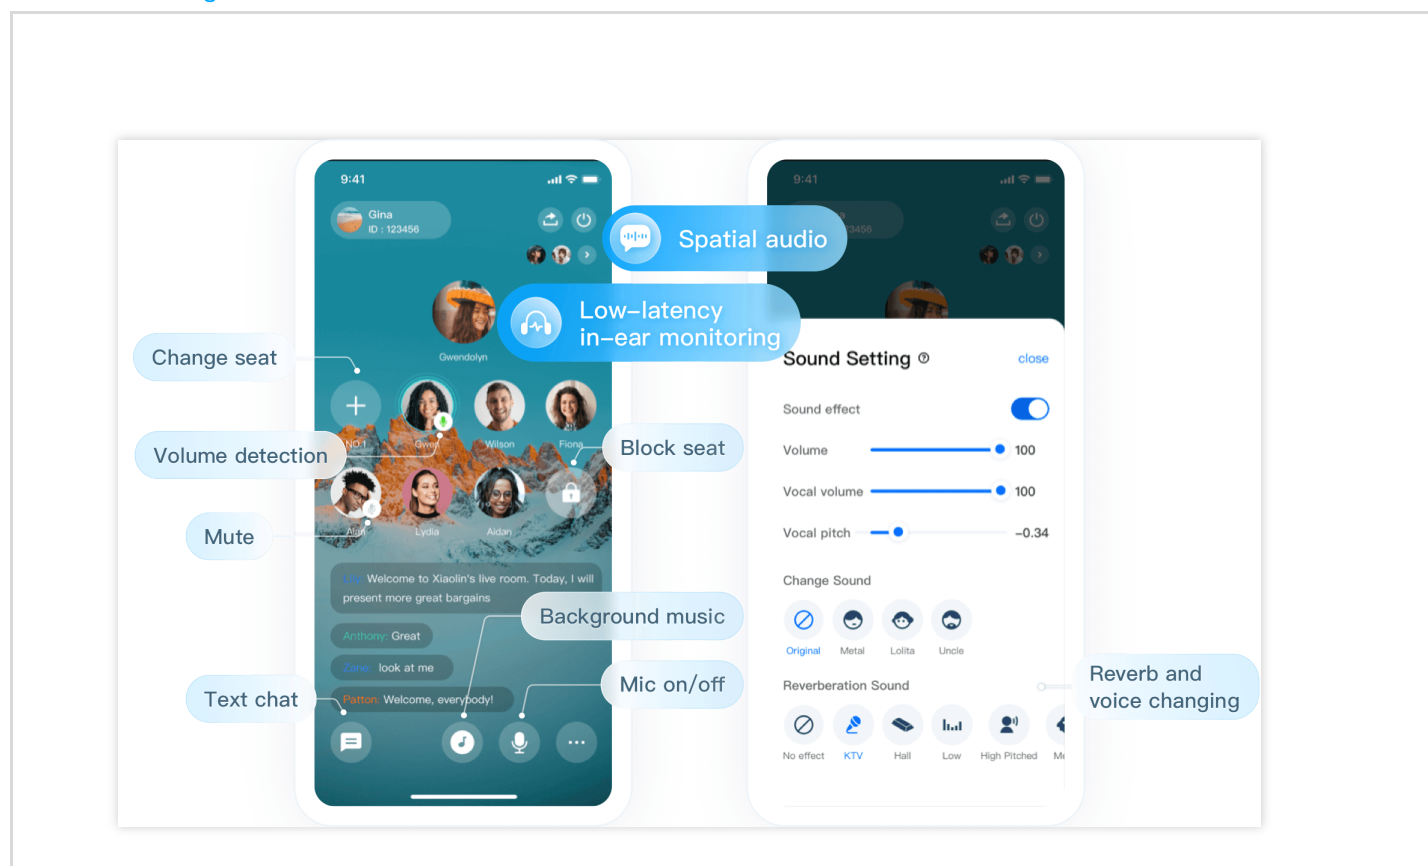 9:41
Gina
ID : 123456
Spatial audio
Low-latency
in-ear monitoring
Gwendolyn
Change seat
NO.1
Gwen
Wilson
Fiona
Volume detection
Block seat
Alan
Lydia
Aidan
Mute
Welcome to Xiaolin's live room. Today, I will
present more great bargains
Background music
Anthony: Great
Zane: look at me
Mic on/off
Text chat
Patton: Welcome, everybody!
9:41
Sound Setting
close
Sound effect
Volume
100
Vocal volume
100
Vocal pitch
-0.34
Change Sound
Original
Metal
Lolita
Uncle
Reverberation Sound
Reverb and
voice changing
No effect
KTV
Hall
Low
High Pitched